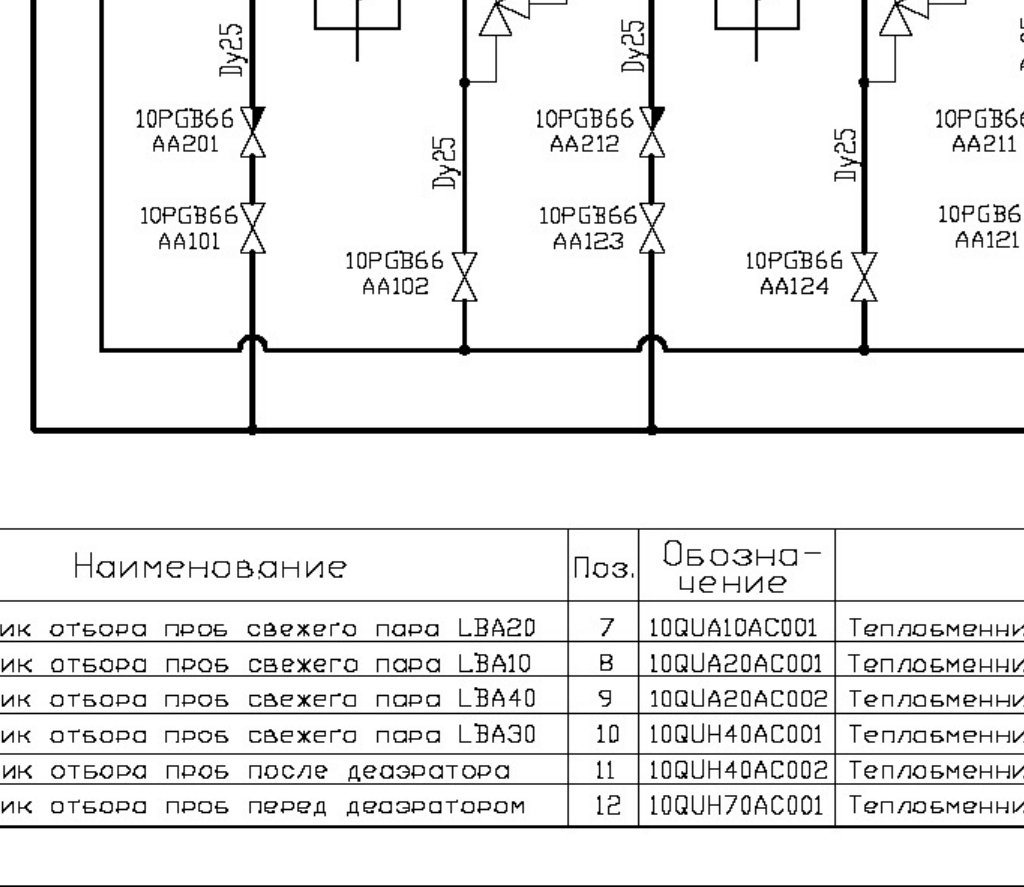 Dy25
Dy25
10PGB66
AA201
10PGB66
AA212
10PGB66
AA211
Dy25
Dy25
10PGB66
AA101
10PGB66
AA123
10PGB6
AA121
10PGB66
AA102
10PGB66
AA124
Наименование Поз. Обозна-
чение
ик отбора проб свежего пара LBA20 7 10QUA10AC001 Теплобменни
ик отбора проб свежего пара LBA10 8 10QUA20AC001 Теплобменни
ик отбора проб свежего пара LBA40 9 10QUA20AC002 Теплобменни
ик отбора проб свежего пара LBA30 10 10QUH40AC001 Теплобменни
ик отбора проб после деаэратора 11 10QUH40AC002 Теплобменни
ик отбора проб перед деаэратором 12 10QUH70AC001 Теплобменни